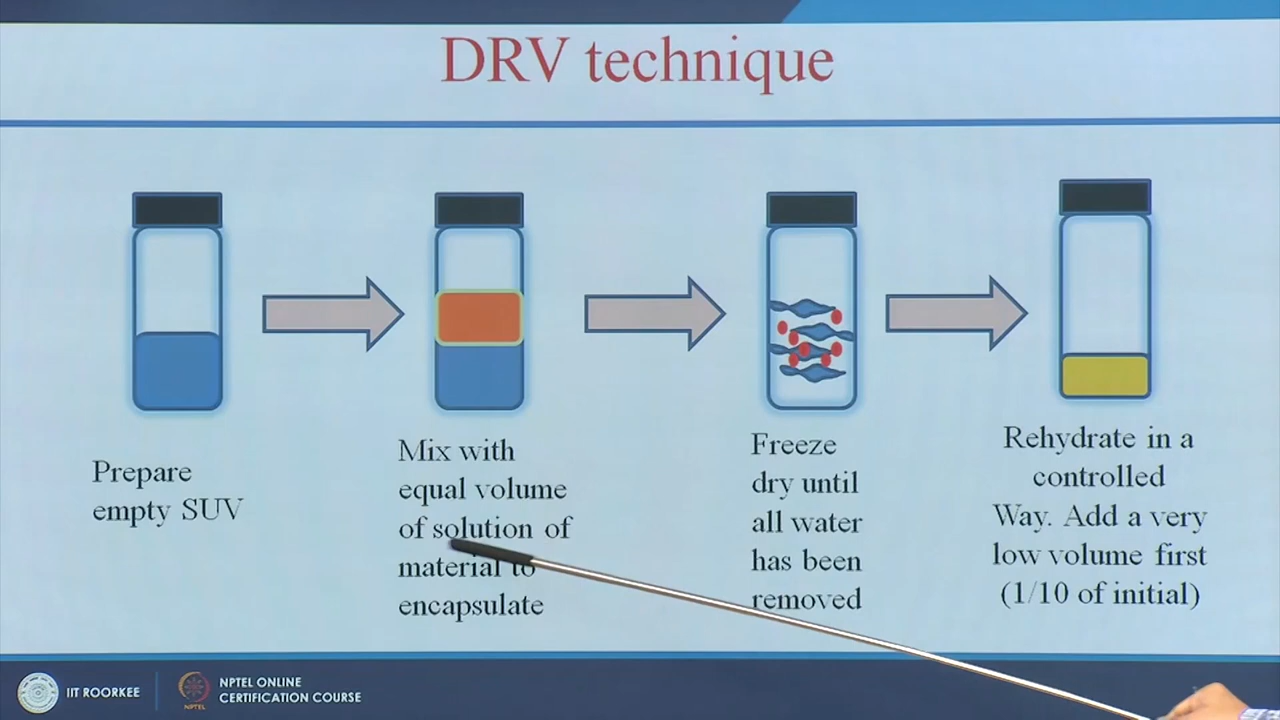 DRV technique
Prepare
empty SUV
Mix with
equal volume
of solution of
material to
encapsulate
Freeze
dry until
all water
has been
removed
Rehydrate in a
controlled
Way. Add a very
low volume first
(1/10 of initial)
IIT ROORKEE
NPTEL
NPTEL ONLINE
CERTIFICATION COURSE